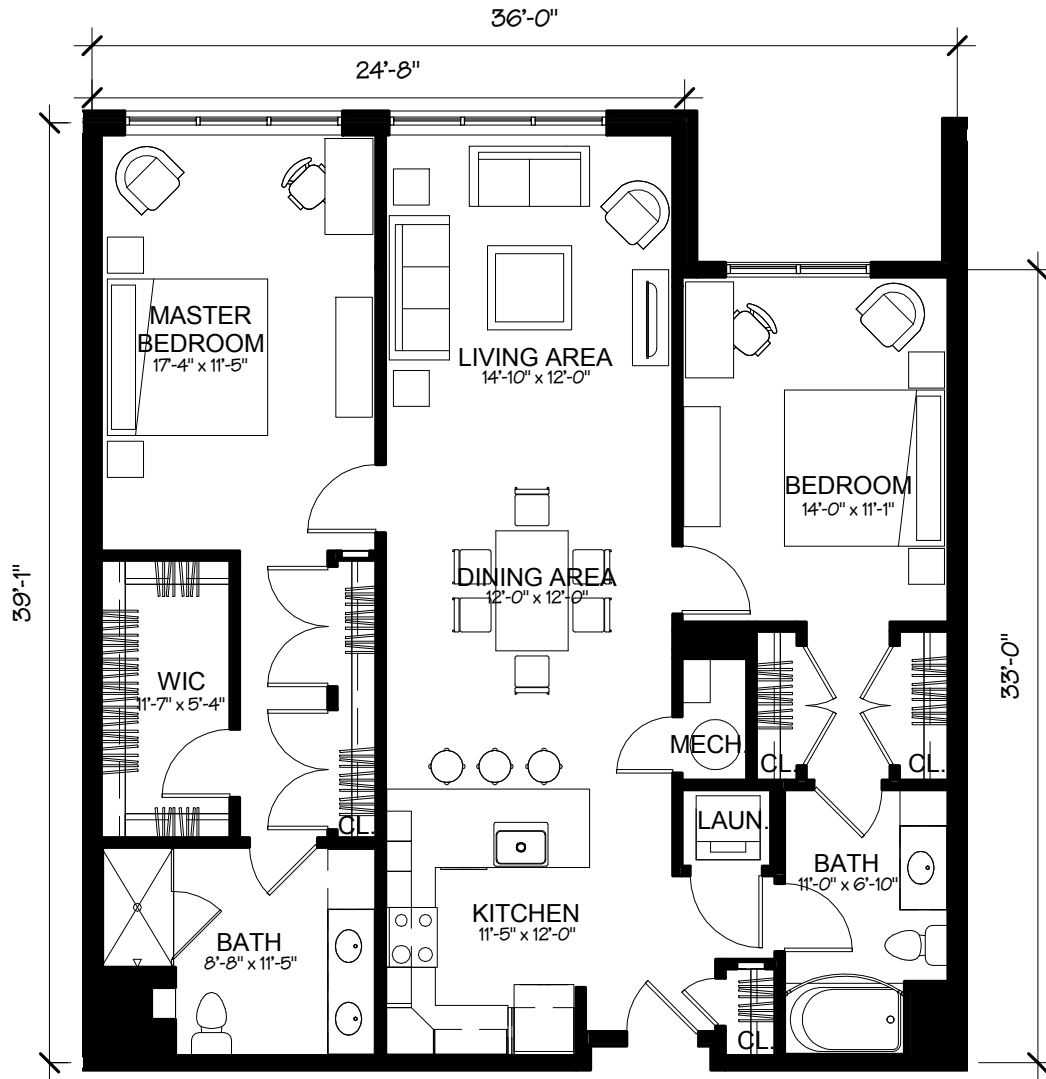 36'-0"
24'-8"
MASTER
BEDROOM
17'-4" x 11'-5"
LIVING AREA
14'-10" x 12'-0"
BEDROOM
14'-0" x 11'-1"
39'-1"
DINING AREA
12'-0" x 12'-0"
33'-0"
WIC
11'-7" x 5'-4"
MECH.
CL.
CL.
CL.
LAUN.
BATH
11'-0" x 6'-10"
KITCHEN
11'-5" x 12'-0"
BATH
8'-8" x 11'-5"
CL.